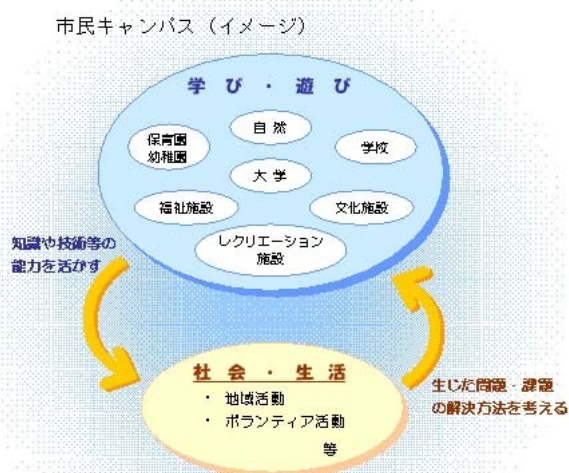 市民キャンパス（イメージ）
学び・遊び
自然
保育園
幼稚園
学校
大学
福祉施設
文化施設
レクリエーション
施設
知識や技術等の
能力を活かす
社会・生活
・ 地域活動
・ ボランティア活動
等
生じた問題・課題
の解決方法を考える